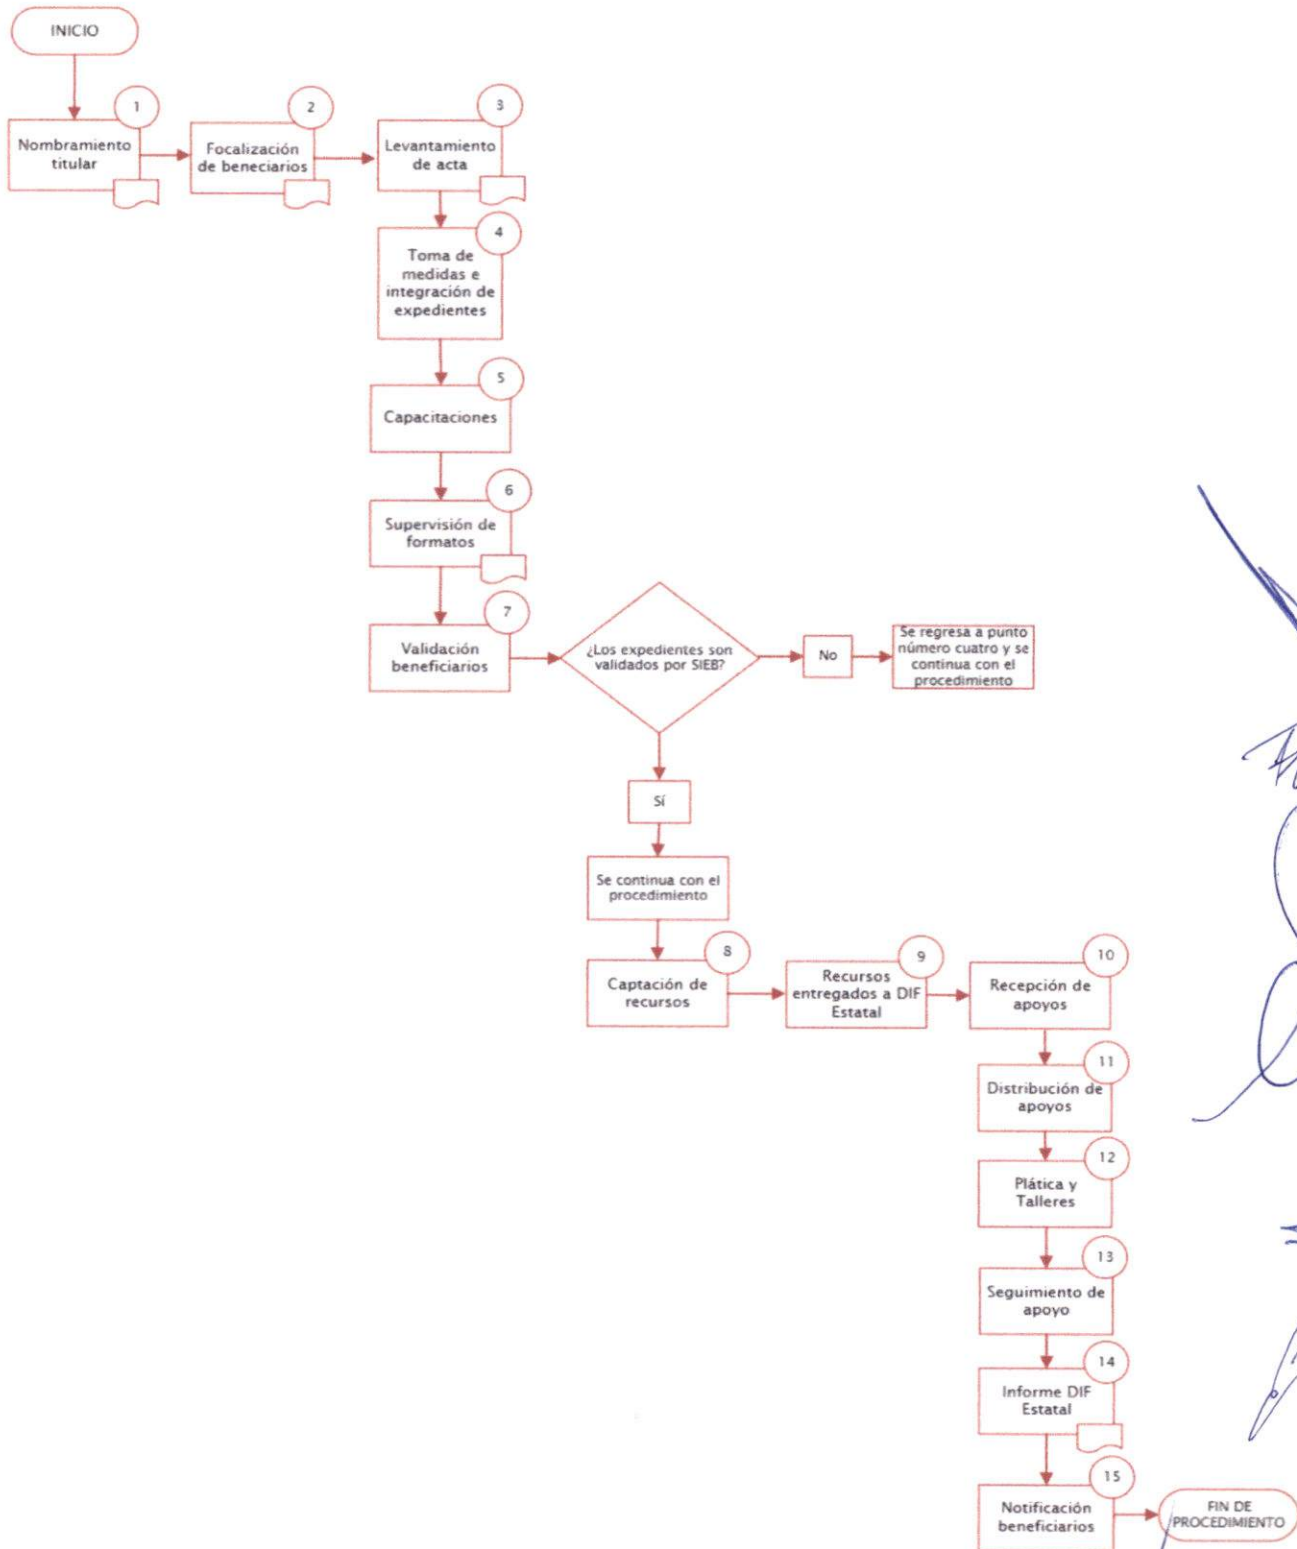 INICIO
1
Nombramiento
titular
2
Focalización
de beneciarios
3
Levantamiento
de acta
4
Toma de
medidas e
integración de
expedientes
5
Capacitaciones
6
Supervisión de
formatos
7
Validación
beneficiarios
¿Los expedientes son
validados por SIEB?
No
Se regresa a punto
número cuatro y se
continua con el
procedimiento
Sí
Se continua con el
procedimiento
8
Captación de
recursos
9
Recursos
entregados a DIF
Estatal
10
Recepción de
apoyos
11
Distribución de
apoyos
12
Plática y
Talleres
13
Seguimiento de
apoyo
14
Informe DIF
Estatal
15
Notificación
beneficiarios
FIN DE
PROCEDIMIENTO